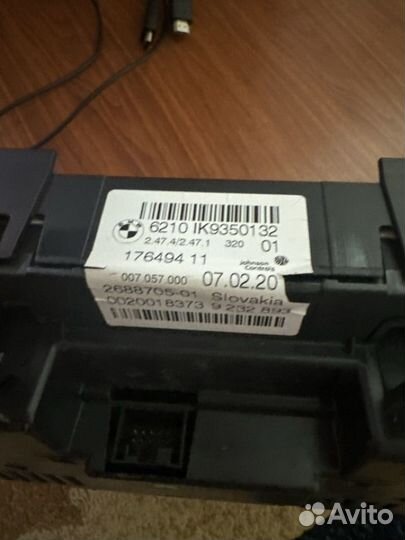 BMW
6210 IK9350132
2.47.4/2.47.1 320 01
17649411 Johnson Controls
007 057 000 07.02.20
2688705-01 Slovakia
0020018373 9 232 893
Avito